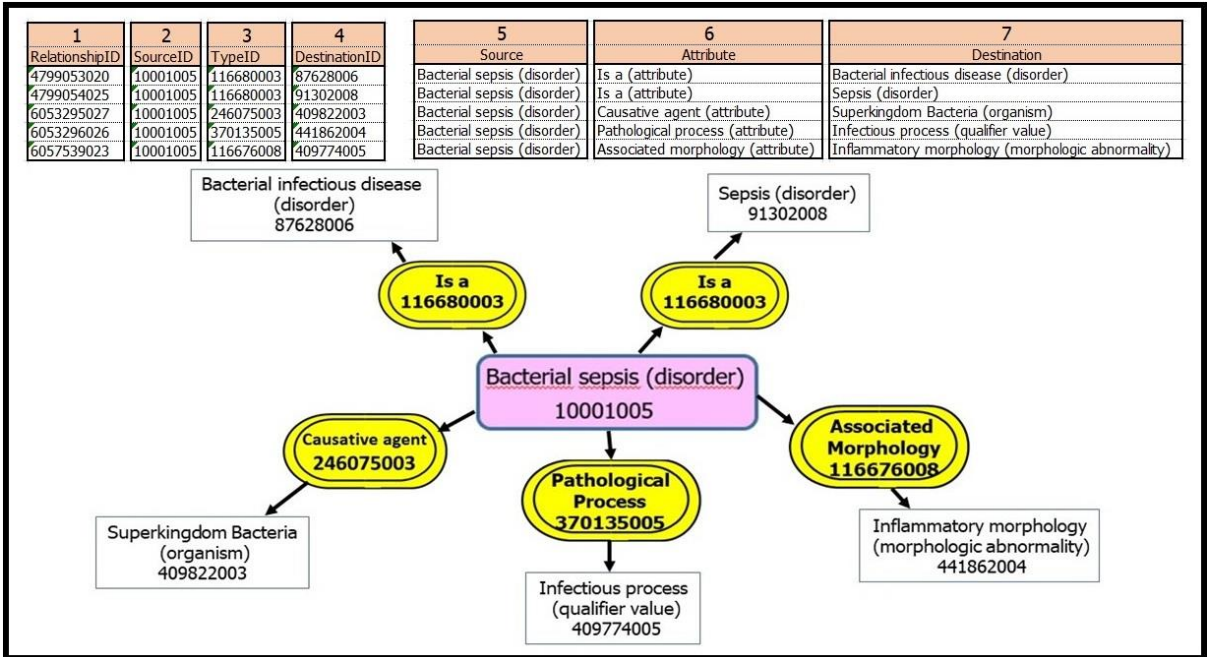 1 2 3 4 5 6 7
RelationshipID SourceID TypeID DestinationID Source Attribute Destination
4799053020 10001005 116680003 87628006 Bacterial sepsis (disorder) Is a (attribute) Bacterial infectious disease (disorder)
4799054025 10001005 116680003 91302008 Bacterial sepsis (disorder) Is a (attribute) Sepsis (disorder)
6053295027 10001005 246075003 409822003 Bacterial sepsis (disorder) Causative agent (attribute) Superkingdom Bacteria (organism)
6053296026 10001005 370135005 441862004 Bacterial sepsis (disorder) Pathological process (attribute) Infectious process (qualifier value)
6057539023 10001005 116676008 409774005 Bacterial sepsis (disorder) Associated morphology (attribute) Inflammatory morphology (morphologic abnormality)
Bacterial infectious disease
(disorder)
87628006
Sepsis (disorder)
91302008
Is a
116680003
Is a
116680003
Bacterial sepsis (disorder)
10001005
Causative agent
246075003
Pathological
Process
370135005
Associated
Morphology
116676008
Superkingdom Bacteria
(organism)
409822003
Infectious process
(qualifier value)
409774005
Inflammatory morphology
(morphologic abnormality)
441862004